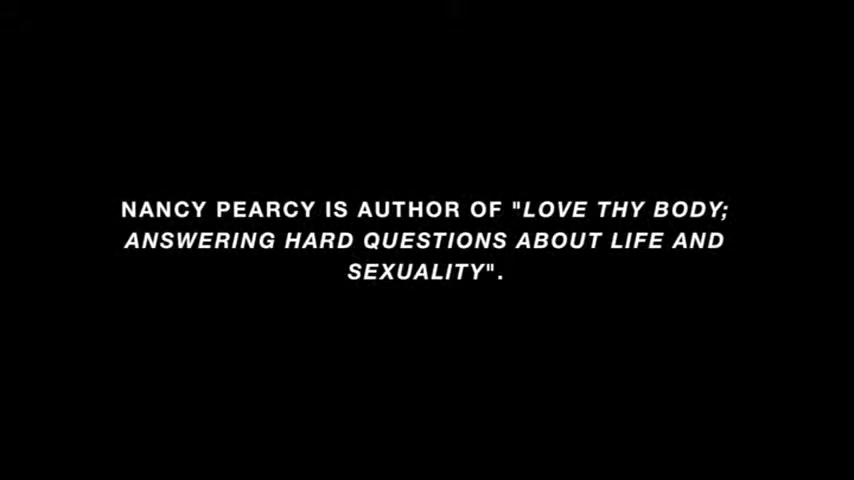 NANCY PEARCY IS AUTHOR OF "LOVE THY BODY;
ANSWERING HARD QUESTIONS ABOUT LIFE AND
SEXUALITY".